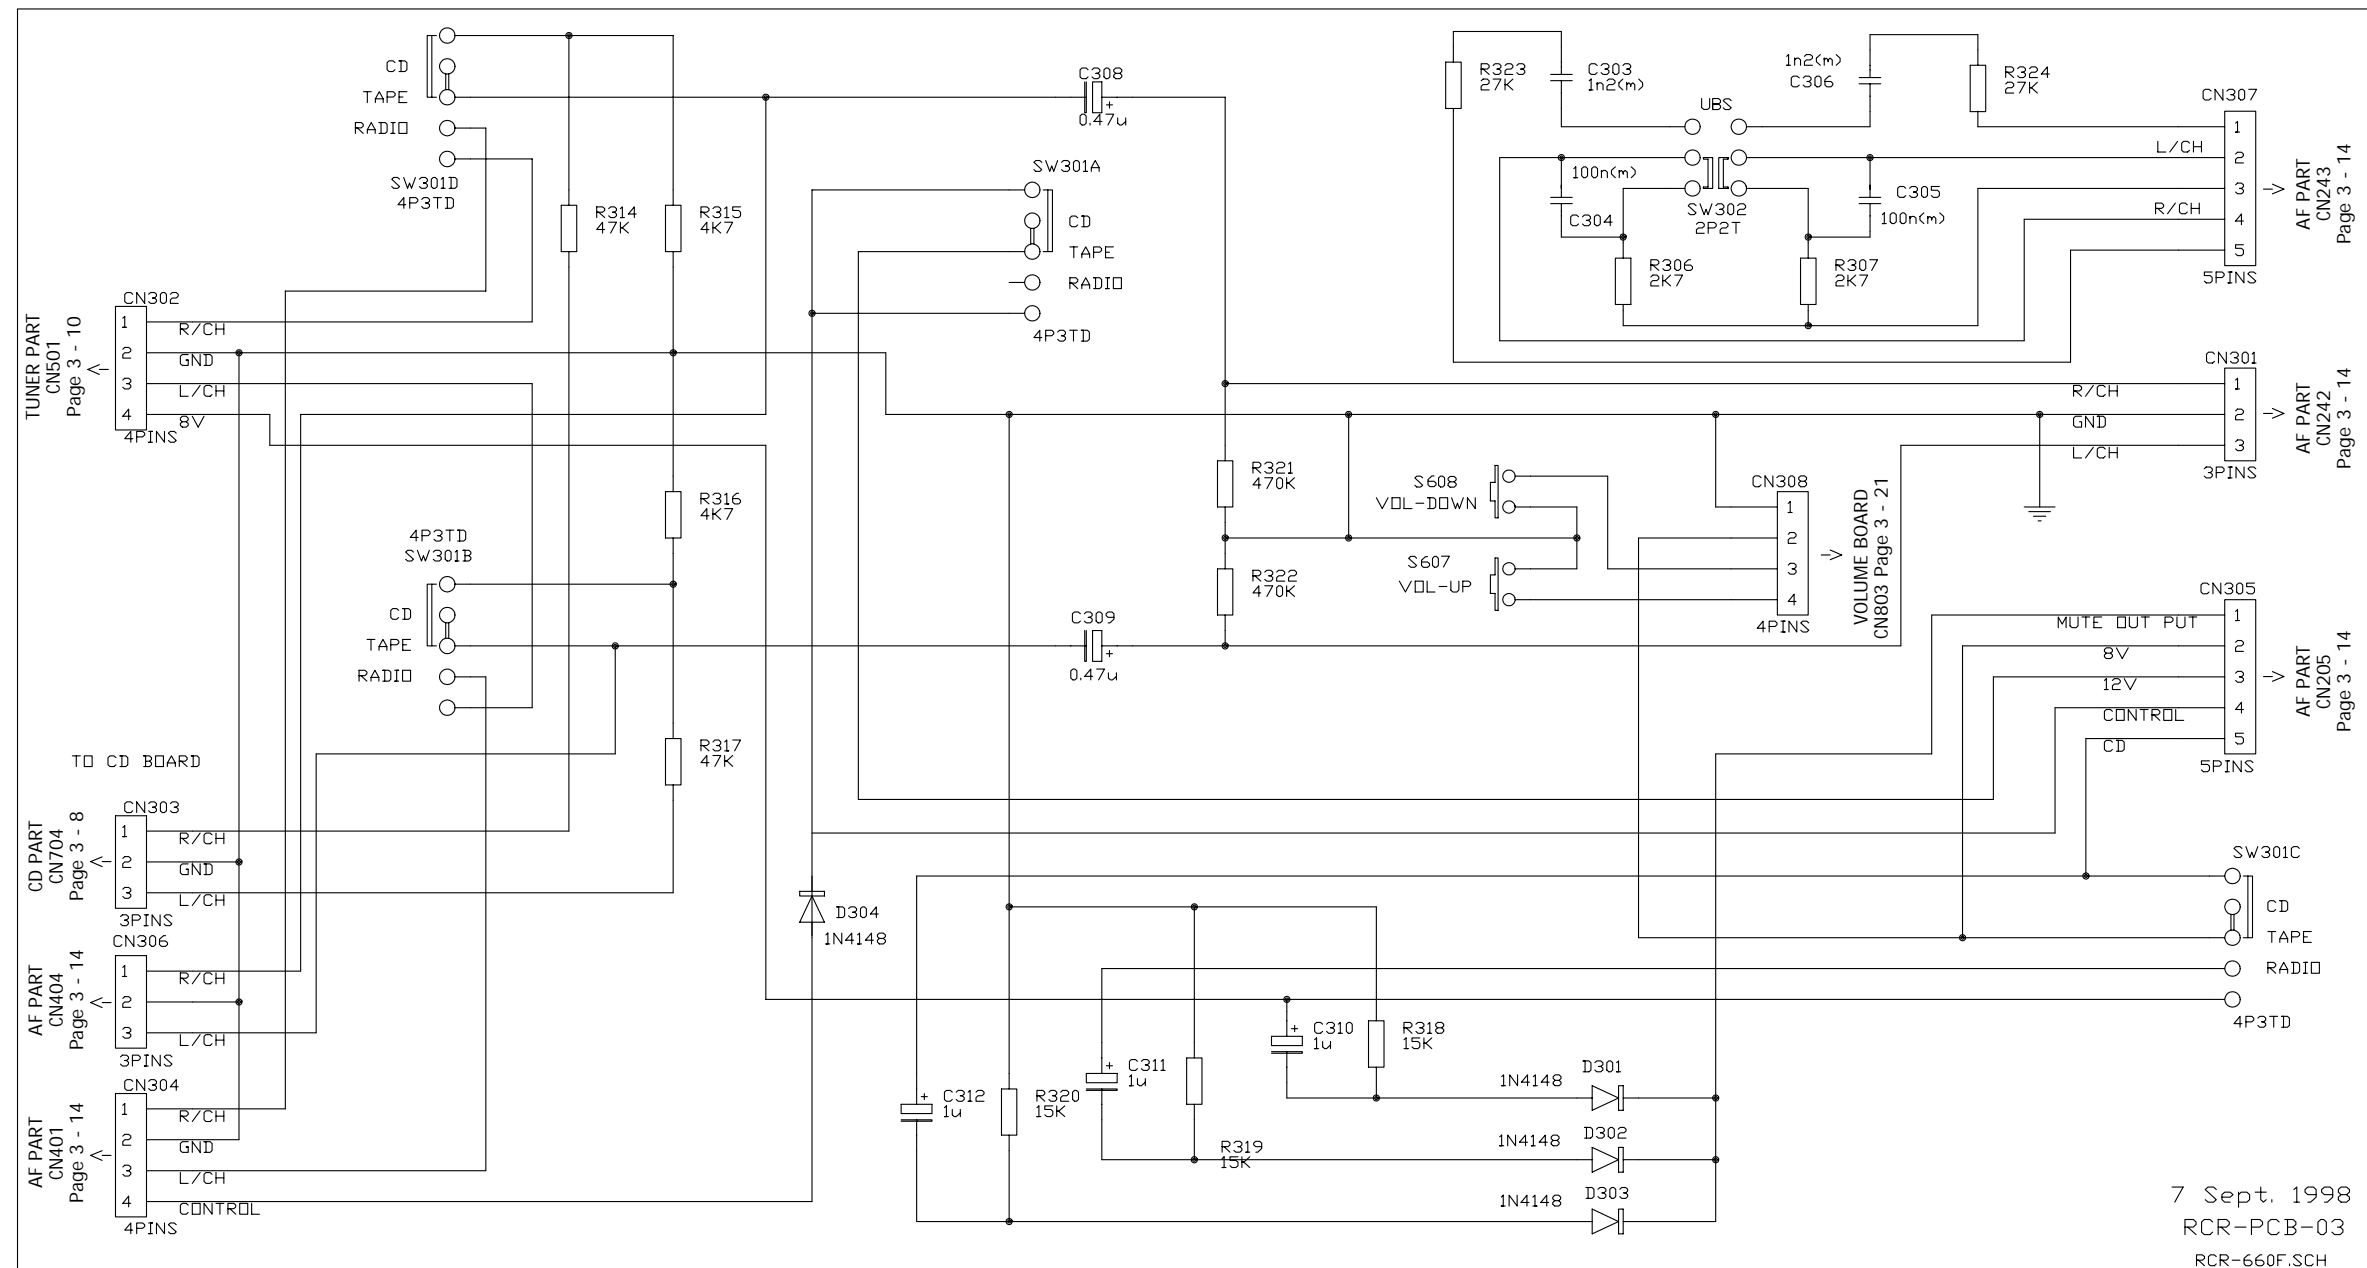 CD
TAPE
RADIO
SW301D
4P3TD
R314
47K
R315
4K7
C308
+
0.47u
SW301A
CD
TAPE
RADIO
4P3TD
R323
27K
C303
1n2(m)
1n2(m)
C306
R324
27K
UBS
100n(m)
C304
SW302
2P2T
C305
100n(m)
R306
2K7
R307
2K7
CN307
1
2
3
4
5
5PINS
L/CH
R/CH
AF PART
CN243
Page 3 - 14
TUNER PART
CN501
Page 3 - 10
CN302
1
2
3
4
4PINS
R/CH
GND
L/CH
8V
CN301
1
2
3
3PINS
R/CH
GND
L/CH
AF PART
CN242
Page 3 - 14
R316
4K7
4P3TD
SW301B
CD
TAPE
RADIO
R317
47K
R321
470K
R322
470K
C309
+
0.47u
S608
VOL-DOWN
S607
VOL-UP
CN308
1
2
3
4
4PINS
VOLUME BOARD
CN803 Page 3 - 21
CN305
1
2
3
4
5
5PINS
MUTE OUT PUT
8V
12V
CONTROL
CD
AF PART
CN205
Page 3 - 14
TO CD BOARD
CD PART
CN704
Page 3 - 8
CN303
1
2
3
3PINS
R/CH
GND
L/CH
AF PART
CN404
Page 3 - 14
CN306
1
2
3
3PINS
R/CH
L/CH
AF PART
CN401
Page 3 - 14
CN304
1
2
3
4
4PINS
R/CH
GND
L/CH
CONTROL
D304
1N4148
SW301C
CD
TAPE
RADIO
4P3TD
+
C312
1u
R320
15K
+
C311
1u
R319
15K
+
C310
1u
R318
15K
1N4148
D301
1N4148
D302
1N4148
D303
7 Sept. 1998
RCR-PCB-03
RCR-660F.SCH